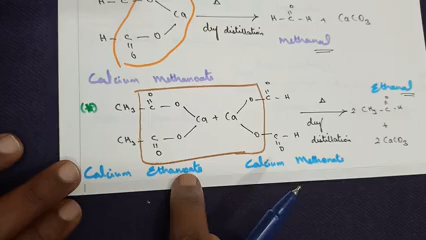 H - C - O Ca Δ H - C - H + CaCO3
H - C - O dry distillation Methanal
O
Calcium Methanoate
Ethanal
CH3 - C - O O - C - H Δ 2 CH3 - C - H
Ca + Ca dry +
CH3 - C - O O - C - H distillation 2 CaCO3
O O
Calcium Ethanoate Calcium Methanoate